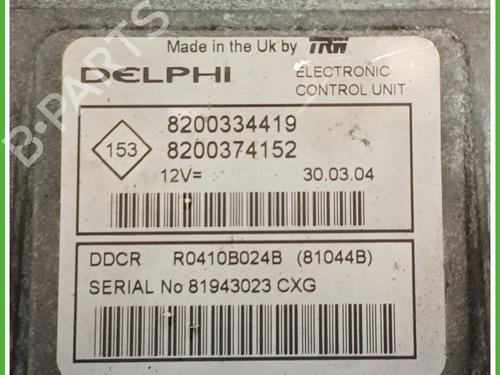 Made in the Uk by TRW
DELPHI
ELECTRONIC
CONTROL UNIT
153
8200334419
8200374152
12V=
30.03.04
DDCR R0410B024B (81044B)
SERIAL No 81943023 CXG
B-PARTS